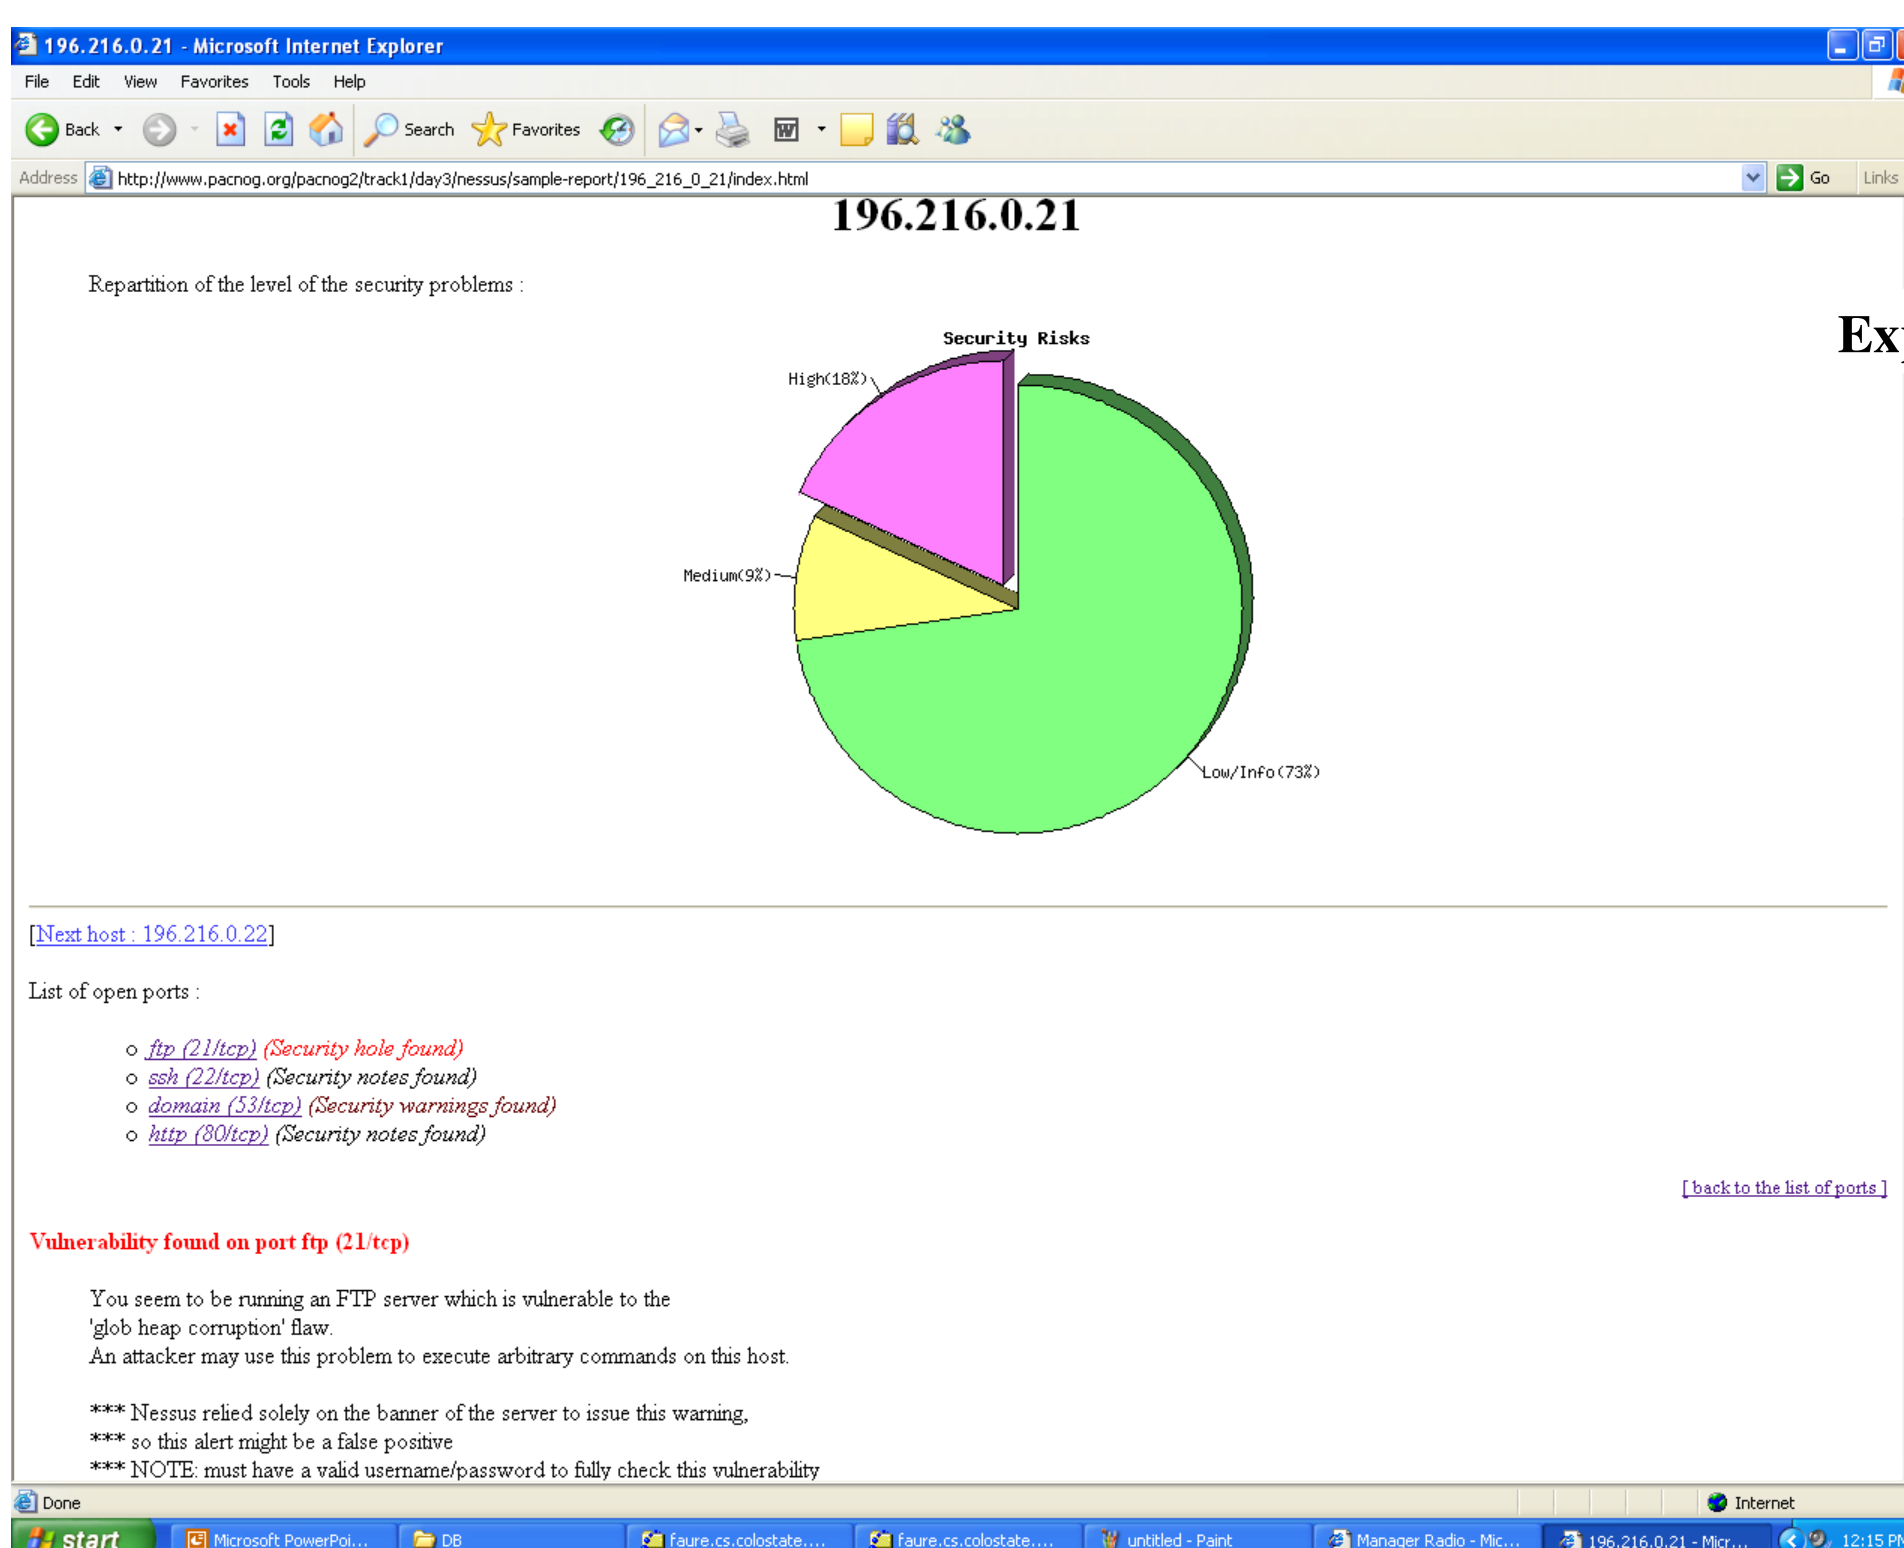 196.216.0.21 - Microsoft Internet Explorer
File Edit View Favorites Tools Help
Back Search Favorites
Address http://www.pacnog.org/pacnog2/track1/day3/nessus/sample-report/196_216_0_21/index.html Go Links
196.216.0.21
Repartition of the level of the security problems :
Security Risks
High(18%)
Medium(9%)
Low/Info(73%)
[Next host : 196.216.0.22]
List of open ports :
ftp (21/tcp) (Security hole found)
ssh (22/tcp) (Security notes found)
domain (53/tcp) (Security warnings found)
http (80/tcp) (Security notes found)
[ back to the list of ports ]
Vulnerability found on port ftp (21/tcp)
You seem to be running an FTP server which is vulnerable to the
'glob heap corruption' flaw.
An attacker may use this problem to execute arbitrary commands on this host.
*** Nessus relied solely on the banner of the server to issue this warning,
*** so this alert might be a false positive
*** NOTE: must have a valid username/password to fully check this vulnerability
Done Internet
start Microsoft PowerPoi... DB faure.cs.colostate.... faure.cs.colostate.... untitled - Paint Manager Radio - Mic... 196.216.0.21 - Micr... 12:15 PM